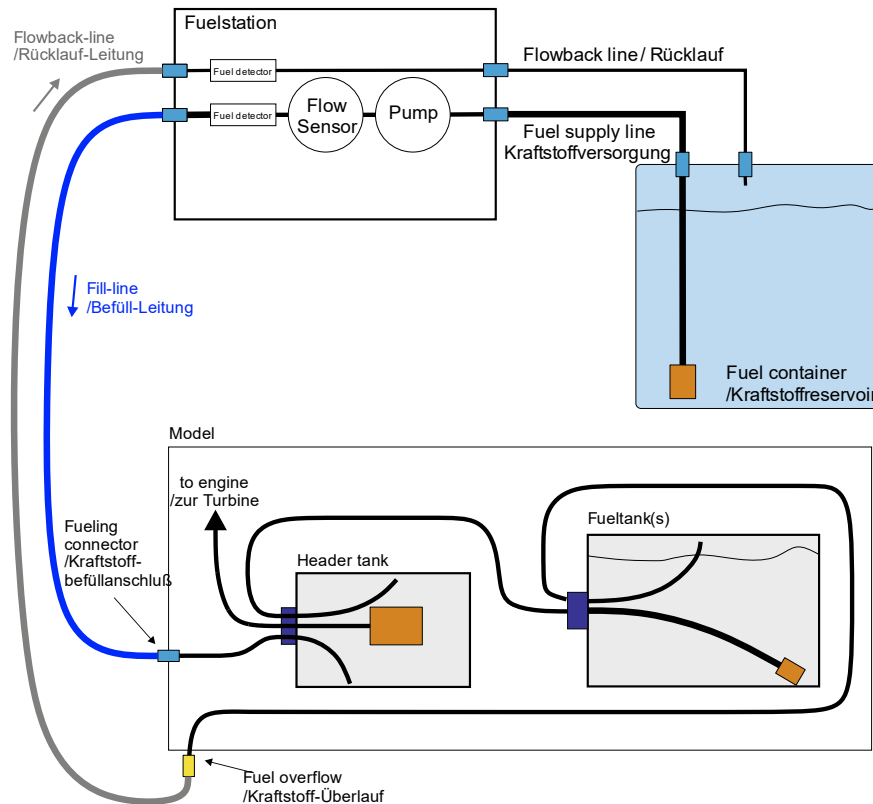 Fuelstation
Flowback-line
/Rücklauf-Leitung
Fuel detector
Flowback line / Rücklauf
Fuel detector
Flow
Sensor
Pump
Fuel supply line
Kraftstoffversorgung
Fill-line
/Befüll-Leitung
Fuel container
/Kraftstoffreservoir
Model
to engine
/zur Turbine
Fueltank(s)
Fueling
connector
/Kraftstoff-
befüllanschluß
Header tank
Fuel overflow
/Kraftstoff-Überlauf